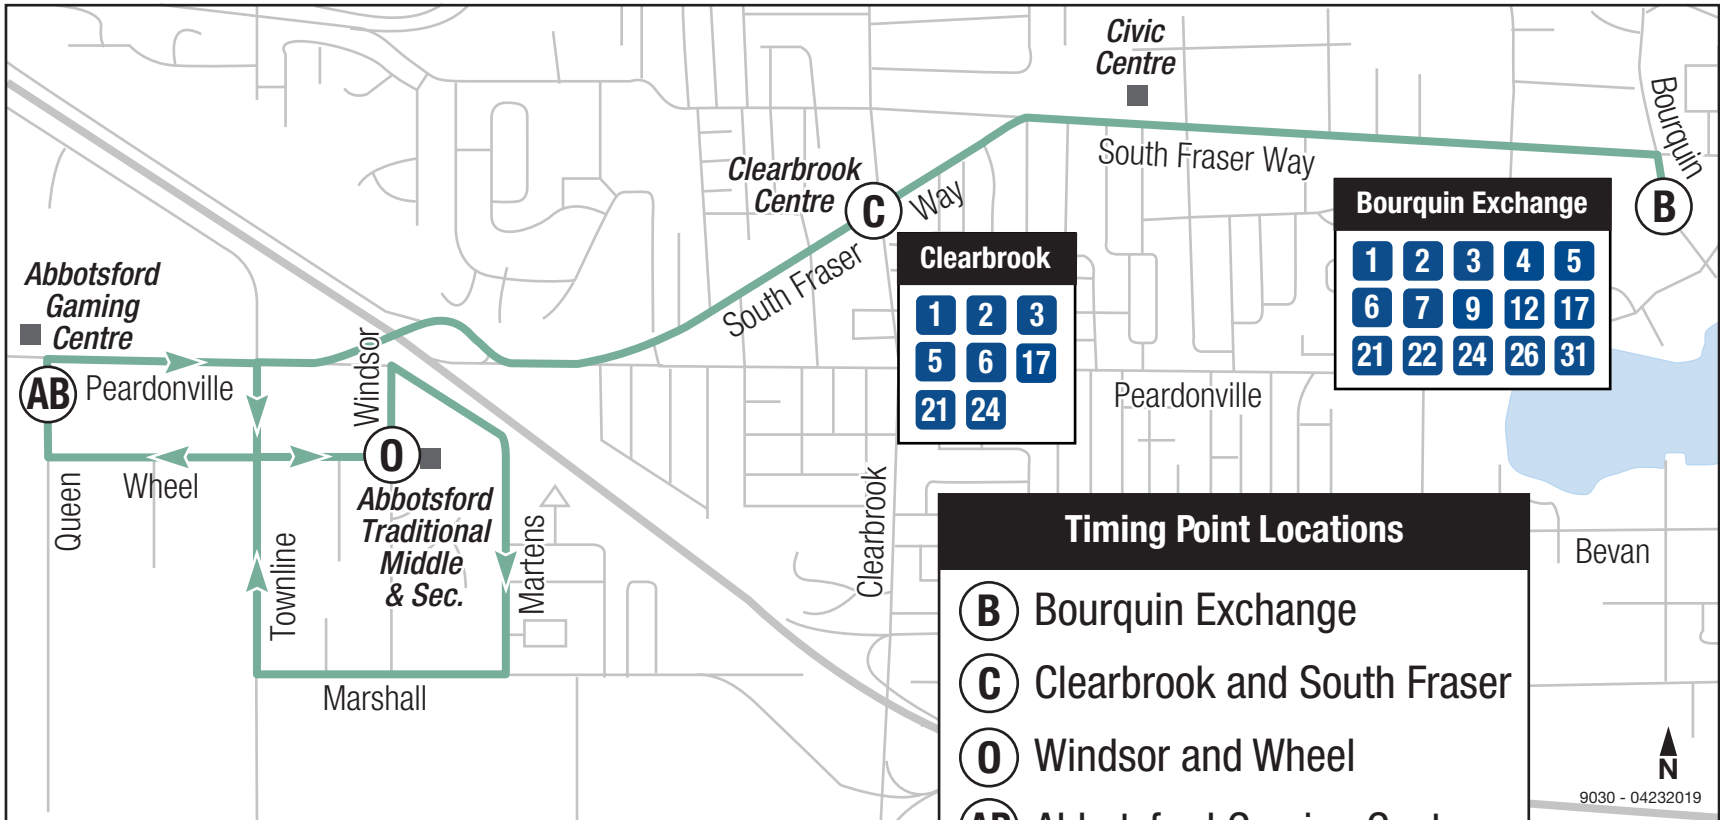 Civic
Centre
Bourquin
South Fraser Way
Clearbrook
Centre
C
Way
South Fraser
B
Bourquin Exchange
1 2 3 4 5
6 7 9 12 17
21 22 24 26 31
Clearbrook
1 2 3
5 6 17
21 24
Abbotsford
Gaming
Centre
AB
Peardonville
Windsor
Peardonville
O
Queen
Wheel
Abbotsford
Traditional
Middle
& Sec.
Townline
Martens
Marshall
Clearbrook
Bevan
Timing Point Locations
B Bourquin Exchange
C Clearbrook and South Fraser
O Windsor and Wheel
N
9030 - 04232019